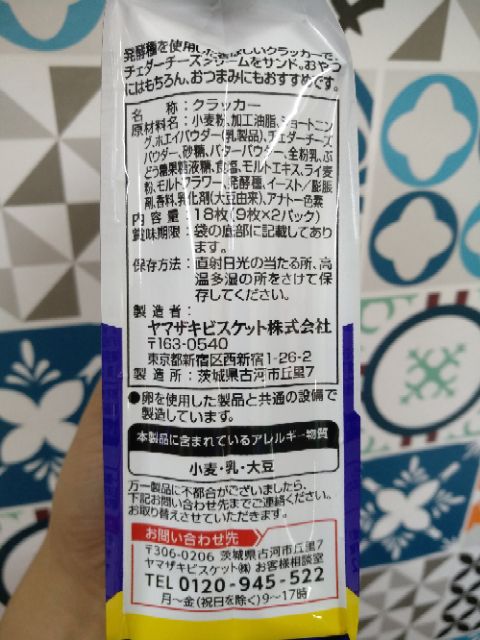 発酵種を使用した香ばしいクラッカーで、
チェダーチーズクリームをサンド。おやつ
にはもちろん、おつまみにもおすすめです。
名　　称：クラッカー
原材料名：小麦粉、加工油脂、ショートニン
グ、ホエイパウダー(乳製品)、チェダーチーズ
パウダー、砂糖、バターパウダー、全粉乳、ぶ
どう糖果糖液糖、食塩、モルトエキス、ライ麦
粉、モルトフラワー、発酵種、イースト／膨脹
剤、香料、乳化剤(大豆由来)、アナトー色素
内 容 量：18枚(9枚×2パック)
賞味期限：袋の底部に記載してあり
ます。
保存方法：直射日光の当たる所、高
温多湿の所をさけて保
存してください。
製 造 者：
ヤマザキビスケット株式会社
〒163-0540
東京都新宿区西新宿1-26-2
製 造 所：茨城県古河市丘里7
●卵を使用した製品と共通の設備で
製造しています。
本製品に含まれているアレルギー物質
小麦・乳・大豆
万一製品に不都合がございましたら、
下記お問い合わせ先までご連絡ください。
お取り替えさせていただきます。
お問い合わせ先
〒306-0206 茨城県古河市丘里7
ヤマザキビスケット㈱ お客様相談室
TEL 0120-945-522
月〜金(祝日を除く)9〜17時